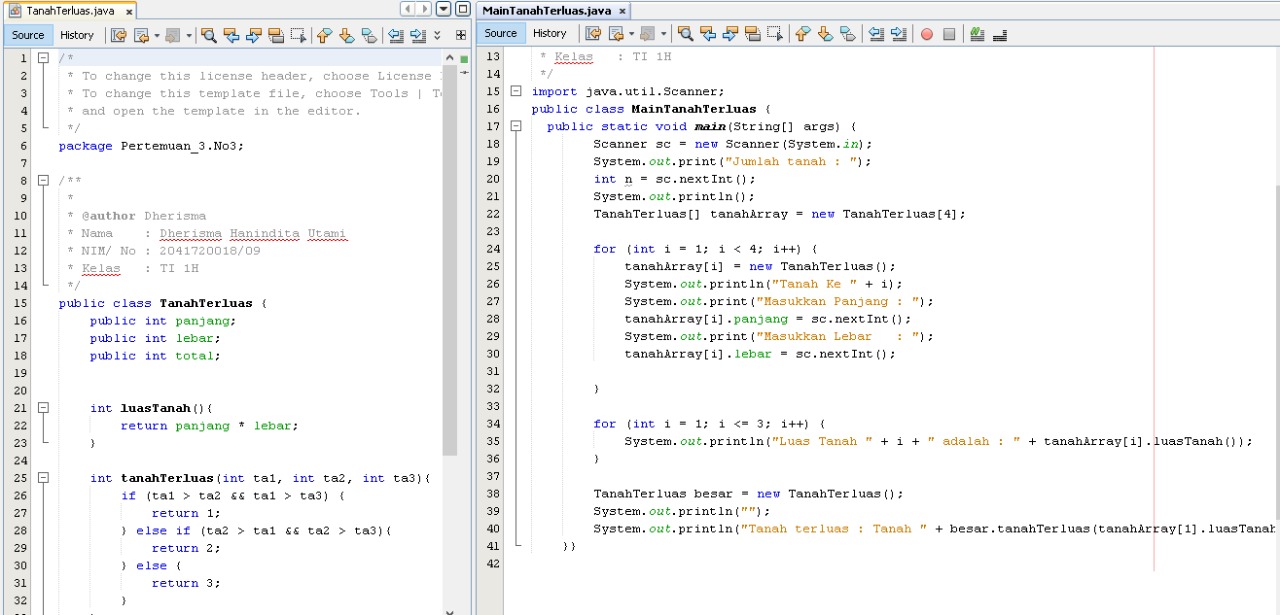 TanahTerluas.java
Source History
1 /*
2 * To change this license header, choose License
3 * To change this template file, choose Tools |
4 * and open the template in the editor.
5 */
6 package Pertemuan_3.No3;
7
8 /**
9 *
10 * @author Dherisma
11 * Nama : Dherisma Hanindita Utami
12 * NIM/ No : 2041720018/09
13 * Kelas : TI 1H
14 */
15 public class TanahTerluas {
16 public int panjang;
17 public int lebar;
18 public int total;
19
20
21 int luasTanah(){
22 return panjang * lebar;
23 }
24
25 int tanahTerluas(int ta1, int ta2, int ta3){
26 if (ta1 > ta2 && ta1 > ta3) {
27 return 1;
28 } else if (ta2 > ta1 && ta2 > ta3){
29 return 2;
30 } else {
31 return 3;
32 }
MainTanahTerluas.java
Source History
13 * Kelas : TI 1H
14 */
15 import java.util.Scanner;
16 public class MainTanahTerluas {
17 public static void main(String[] args) {
18 Scanner sc = new Scanner(System.in);
19 System.out.print("Jumlah tanah : ");
20 int n = sc.nextInt();
21 System.out.println();
22 TanahTerluas[] tanahArray = new TanahTerluas[4];
23
24 for (int i = 1; i < 4; i++) {
25 tanahArray[i] = new TanahTerluas();
26 System.out.println("Tanah Ke " + i);
27 System.out.print("Masukkan Panjang : ");
28 tanahArray[i].panjang = sc.nextInt();
29 System.out.print("Masukkan Lebar : ");
30 tanahArray[i].lebar = sc.nextInt();
31
32 }
33
34 for (int i = 1; i <= 3; i++) {
35 System.out.println("Luas Tanah " + i + " adalah : " + tanahArray[i].luasTanah());
36 }
37
38 TanahTerluas besar = new TanahTerluas();
39 System.out.println("");
40 System.out.println("Tanah terluas : Tanah " + besar.tanahTerluas(tanahArray[1].luasTanah
41 }}
42